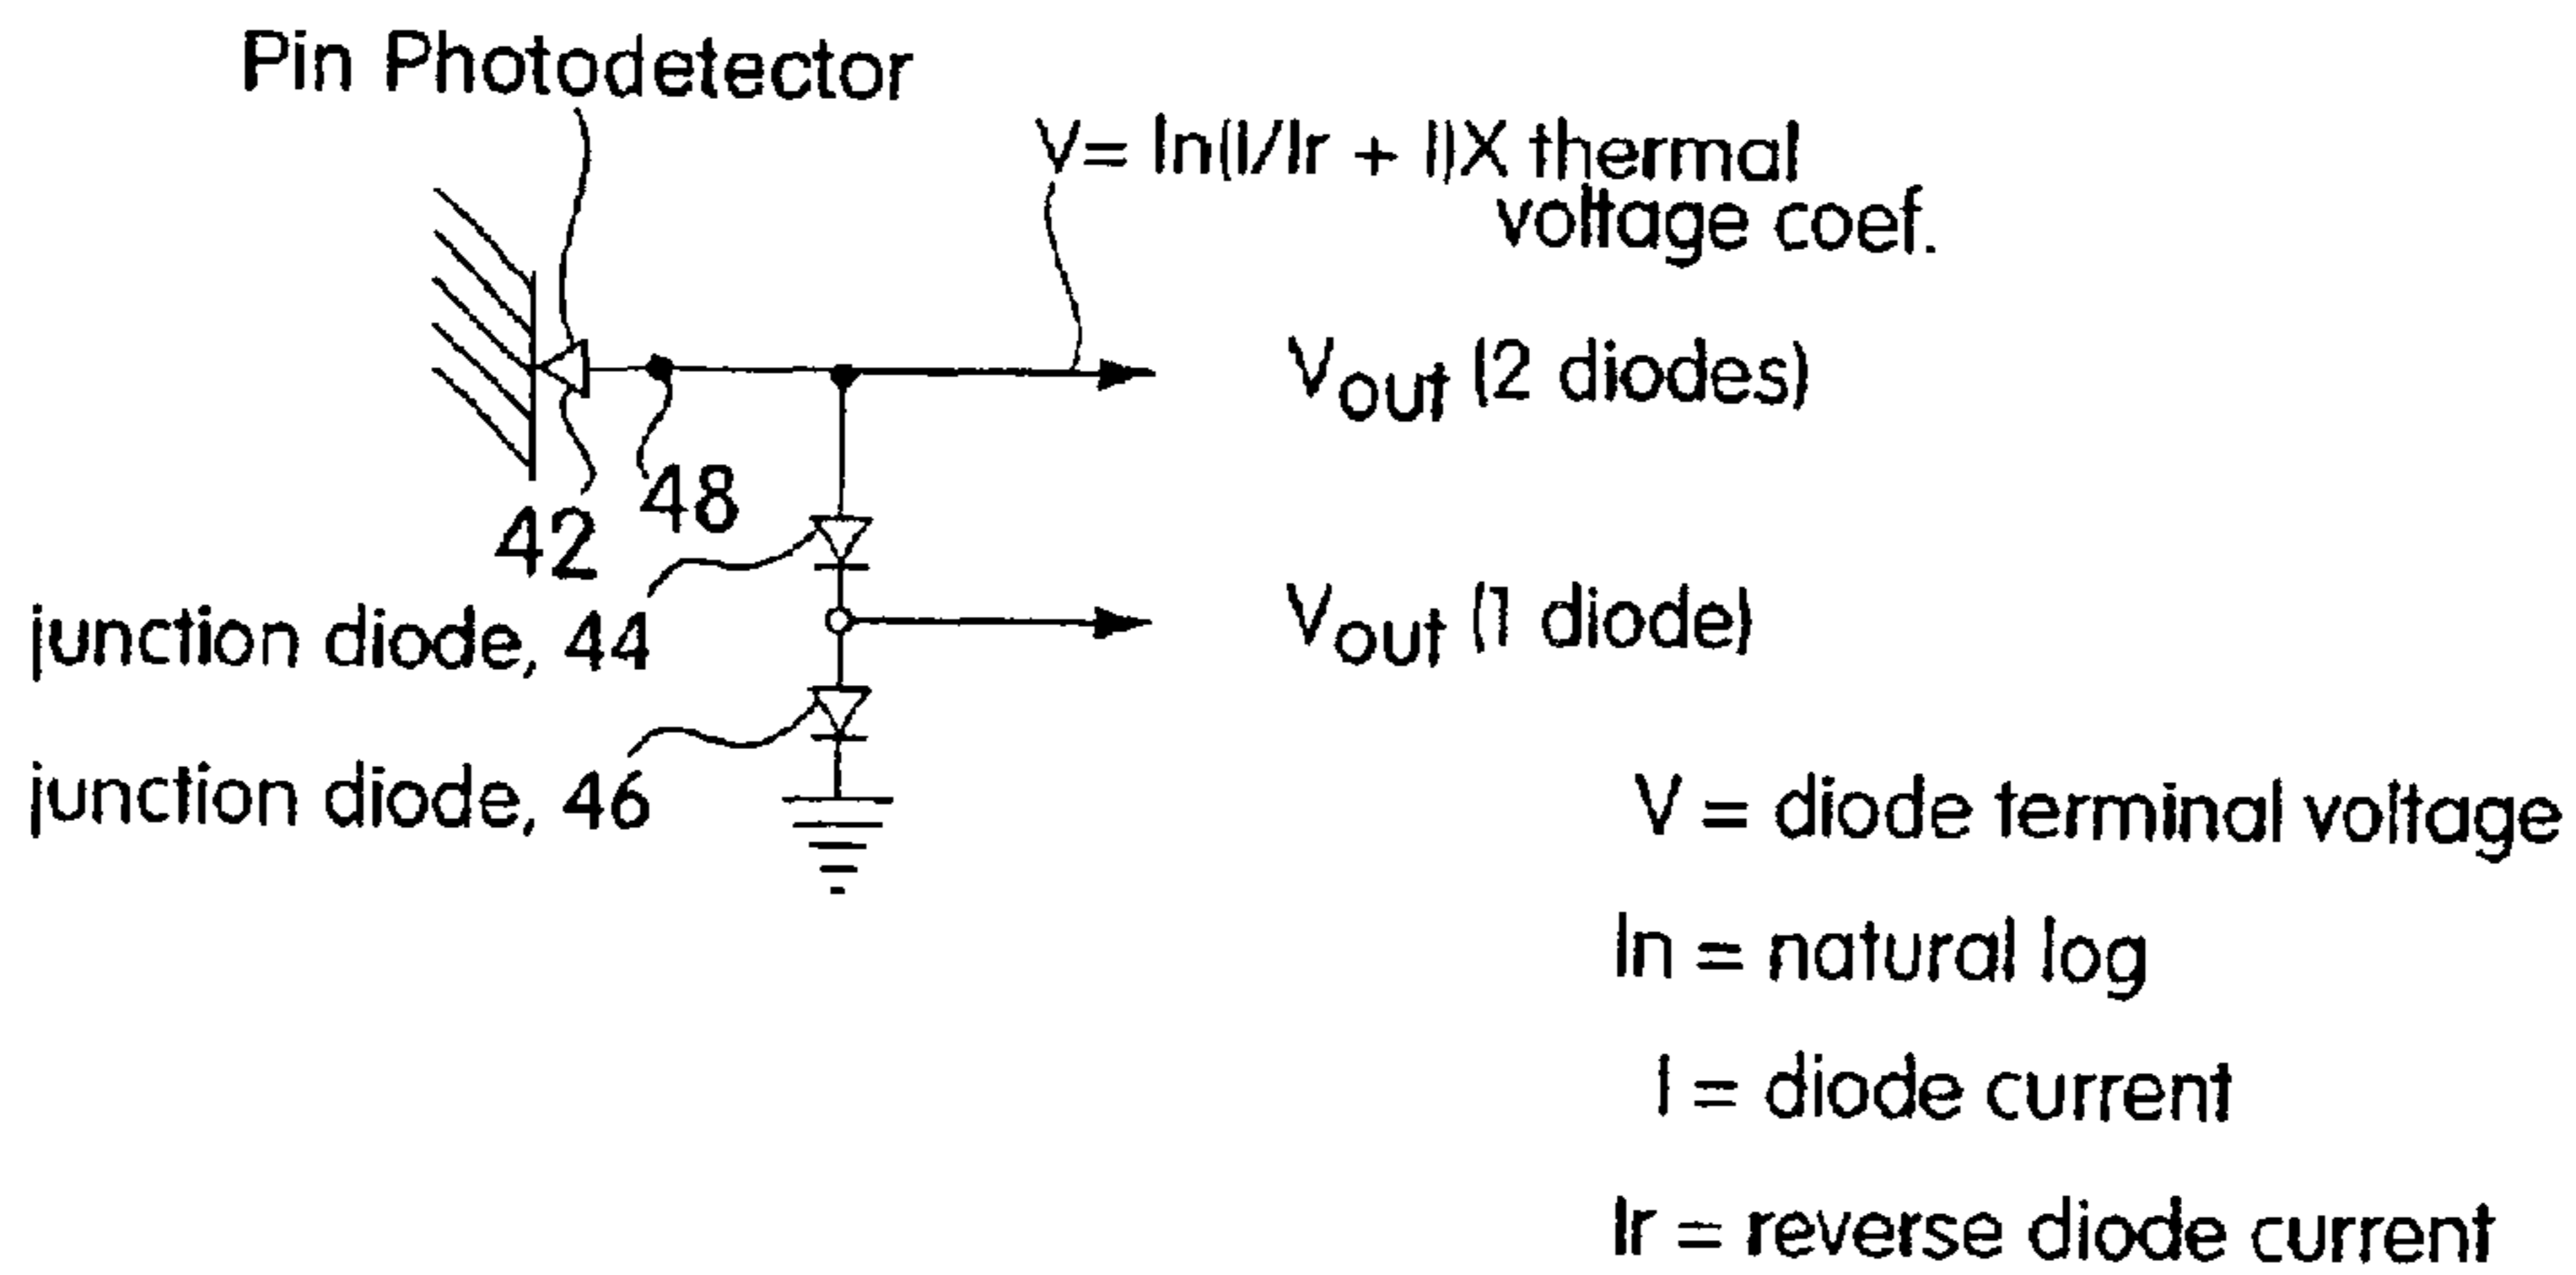 Pin Photodetector
V= ln(I/Ir + 1)X thermal
voltage coef.
Vout (2 diodes)
48
42
junction diode, 44
Vout (1 diode)
junction diode, 46
V = diode terminal voltage
ln = natural log
I = diode current
Ir = reverse diode current